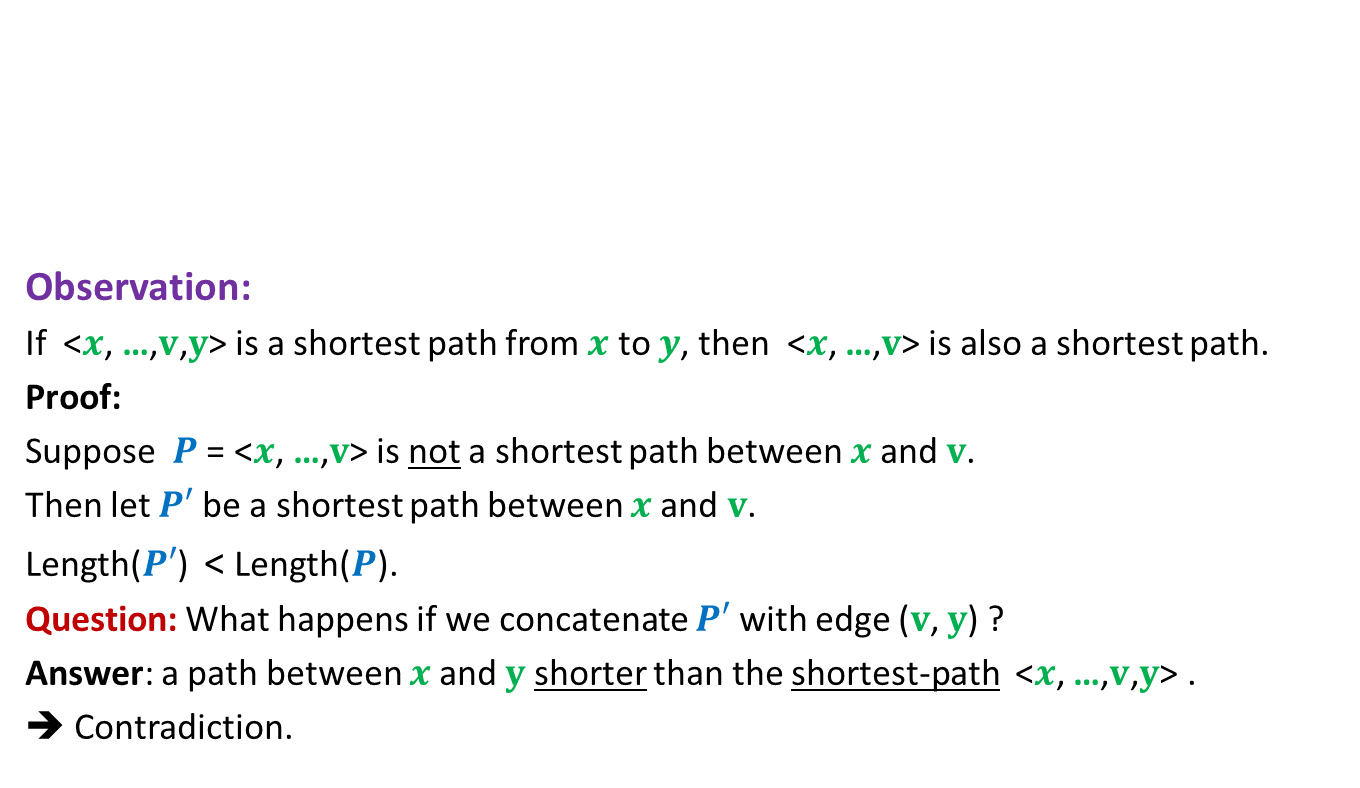 Observation:
If <x, …,v,y> is a shortest path from x to y, then <x, …,v> is also a shortest path.
Proof:
Suppose P = <x, …,v> is not a shortest path between x and v.
Then let P′ be a shortest path between x and v.
Length(P′) < Length(P).
Question: What happens if we concatenate P′ with edge (v, y) ?
Answer: a path between x and y shorter than the shortest-path <x, …,v,y> .
➔ Contradiction.